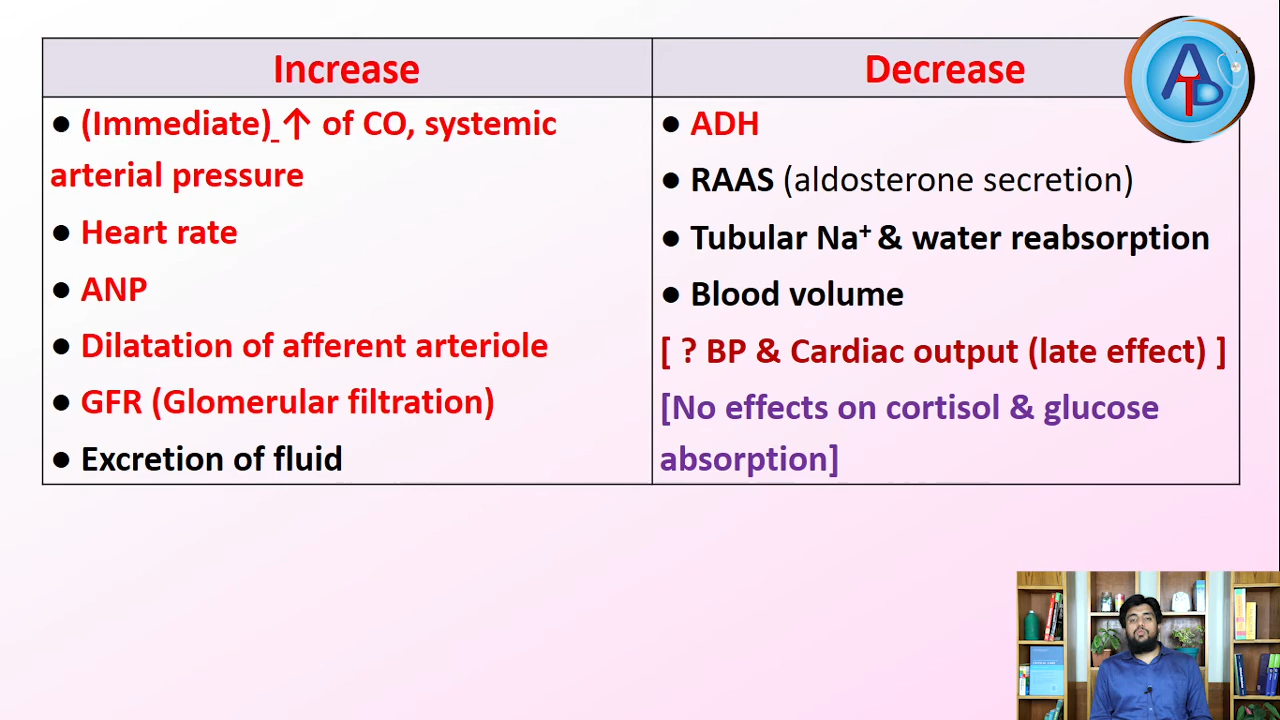 Increase
Decrease
● (Immediate) ↑ of CO, systemic
arterial pressure
● Heart rate
● ANP
● Dilatation of afferent arteriole
● GFR (Glomerular filtration)
● Excretion of fluid
● ADH
● RAAS (aldosterone secretion)
● Tubular Na⁺ & water reabsorption
● Blood volume
[ ? BP & Cardiac output (late effect) ]
[No effects on cortisol & glucose
absorption]
ATD